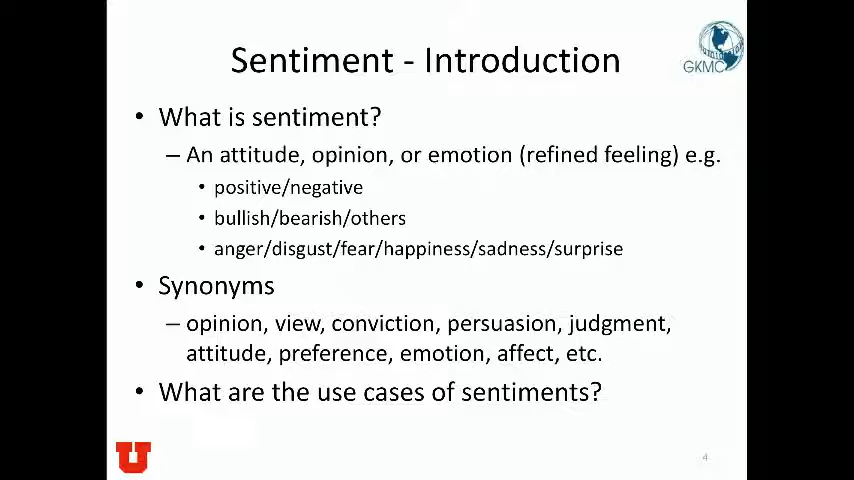 Sentiment - Introduction
GKMC
• What is sentiment?
– An attitude, opinion, or emotion (refined feeling) e.g.
• positive/negative
• bullish/bearish/others
• anger/disgust/fear/happiness/sadness/surprise
• Synonyms
– opinion, view, conviction, persuasion, judgment,
attitude, preference, emotion, affect, etc.
• What are the use cases of sentiments?
U
4